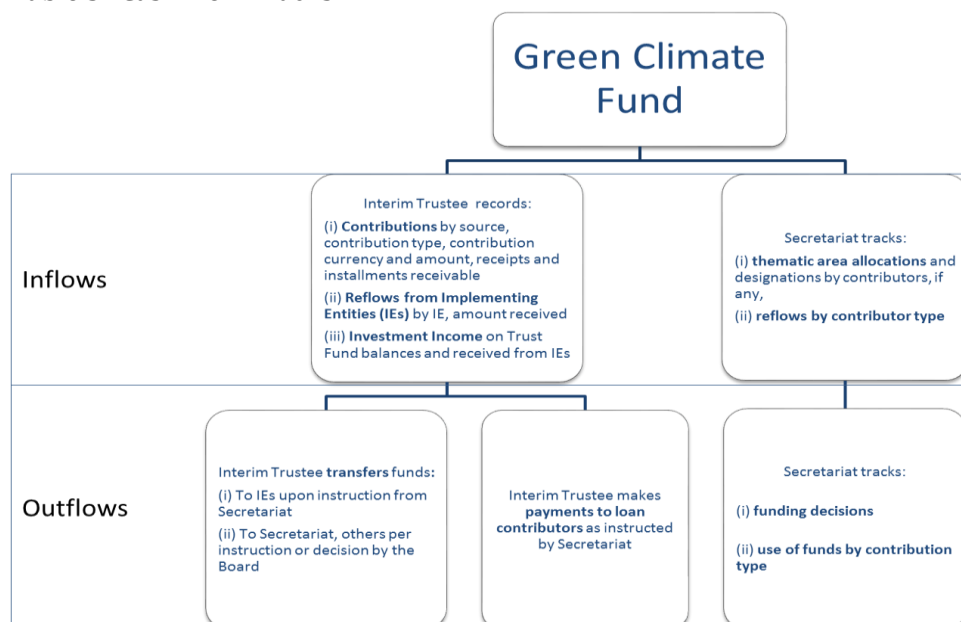 Green Climate
Fund
Inflows
Interim Trustee records:
(i) Contributions by source,
contribution type, contribution
currency and amount, receipts and
installments receivable
(ii) Reflows from Implementing
Entities (IEs) by IE, amount received
(iii) Investment Income on Trust
Fund balances and received from IEs
Secretariat tracks:
(i) thematic area allocations and
designations by contributors, if
any,
(ii) reflows by contributor type
Outflows
Interim Trustee transfers funds:
(i) To IEs upon instruction from
Secretariat
(ii) To Secretariat, others per
instruction or decision by the
Board
Interim Trustee makes
payments to loan
contributors as instructed
by Secretariat
Secretariat tracks:
(i) funding decisions
(ii) use of funds by contribution
type